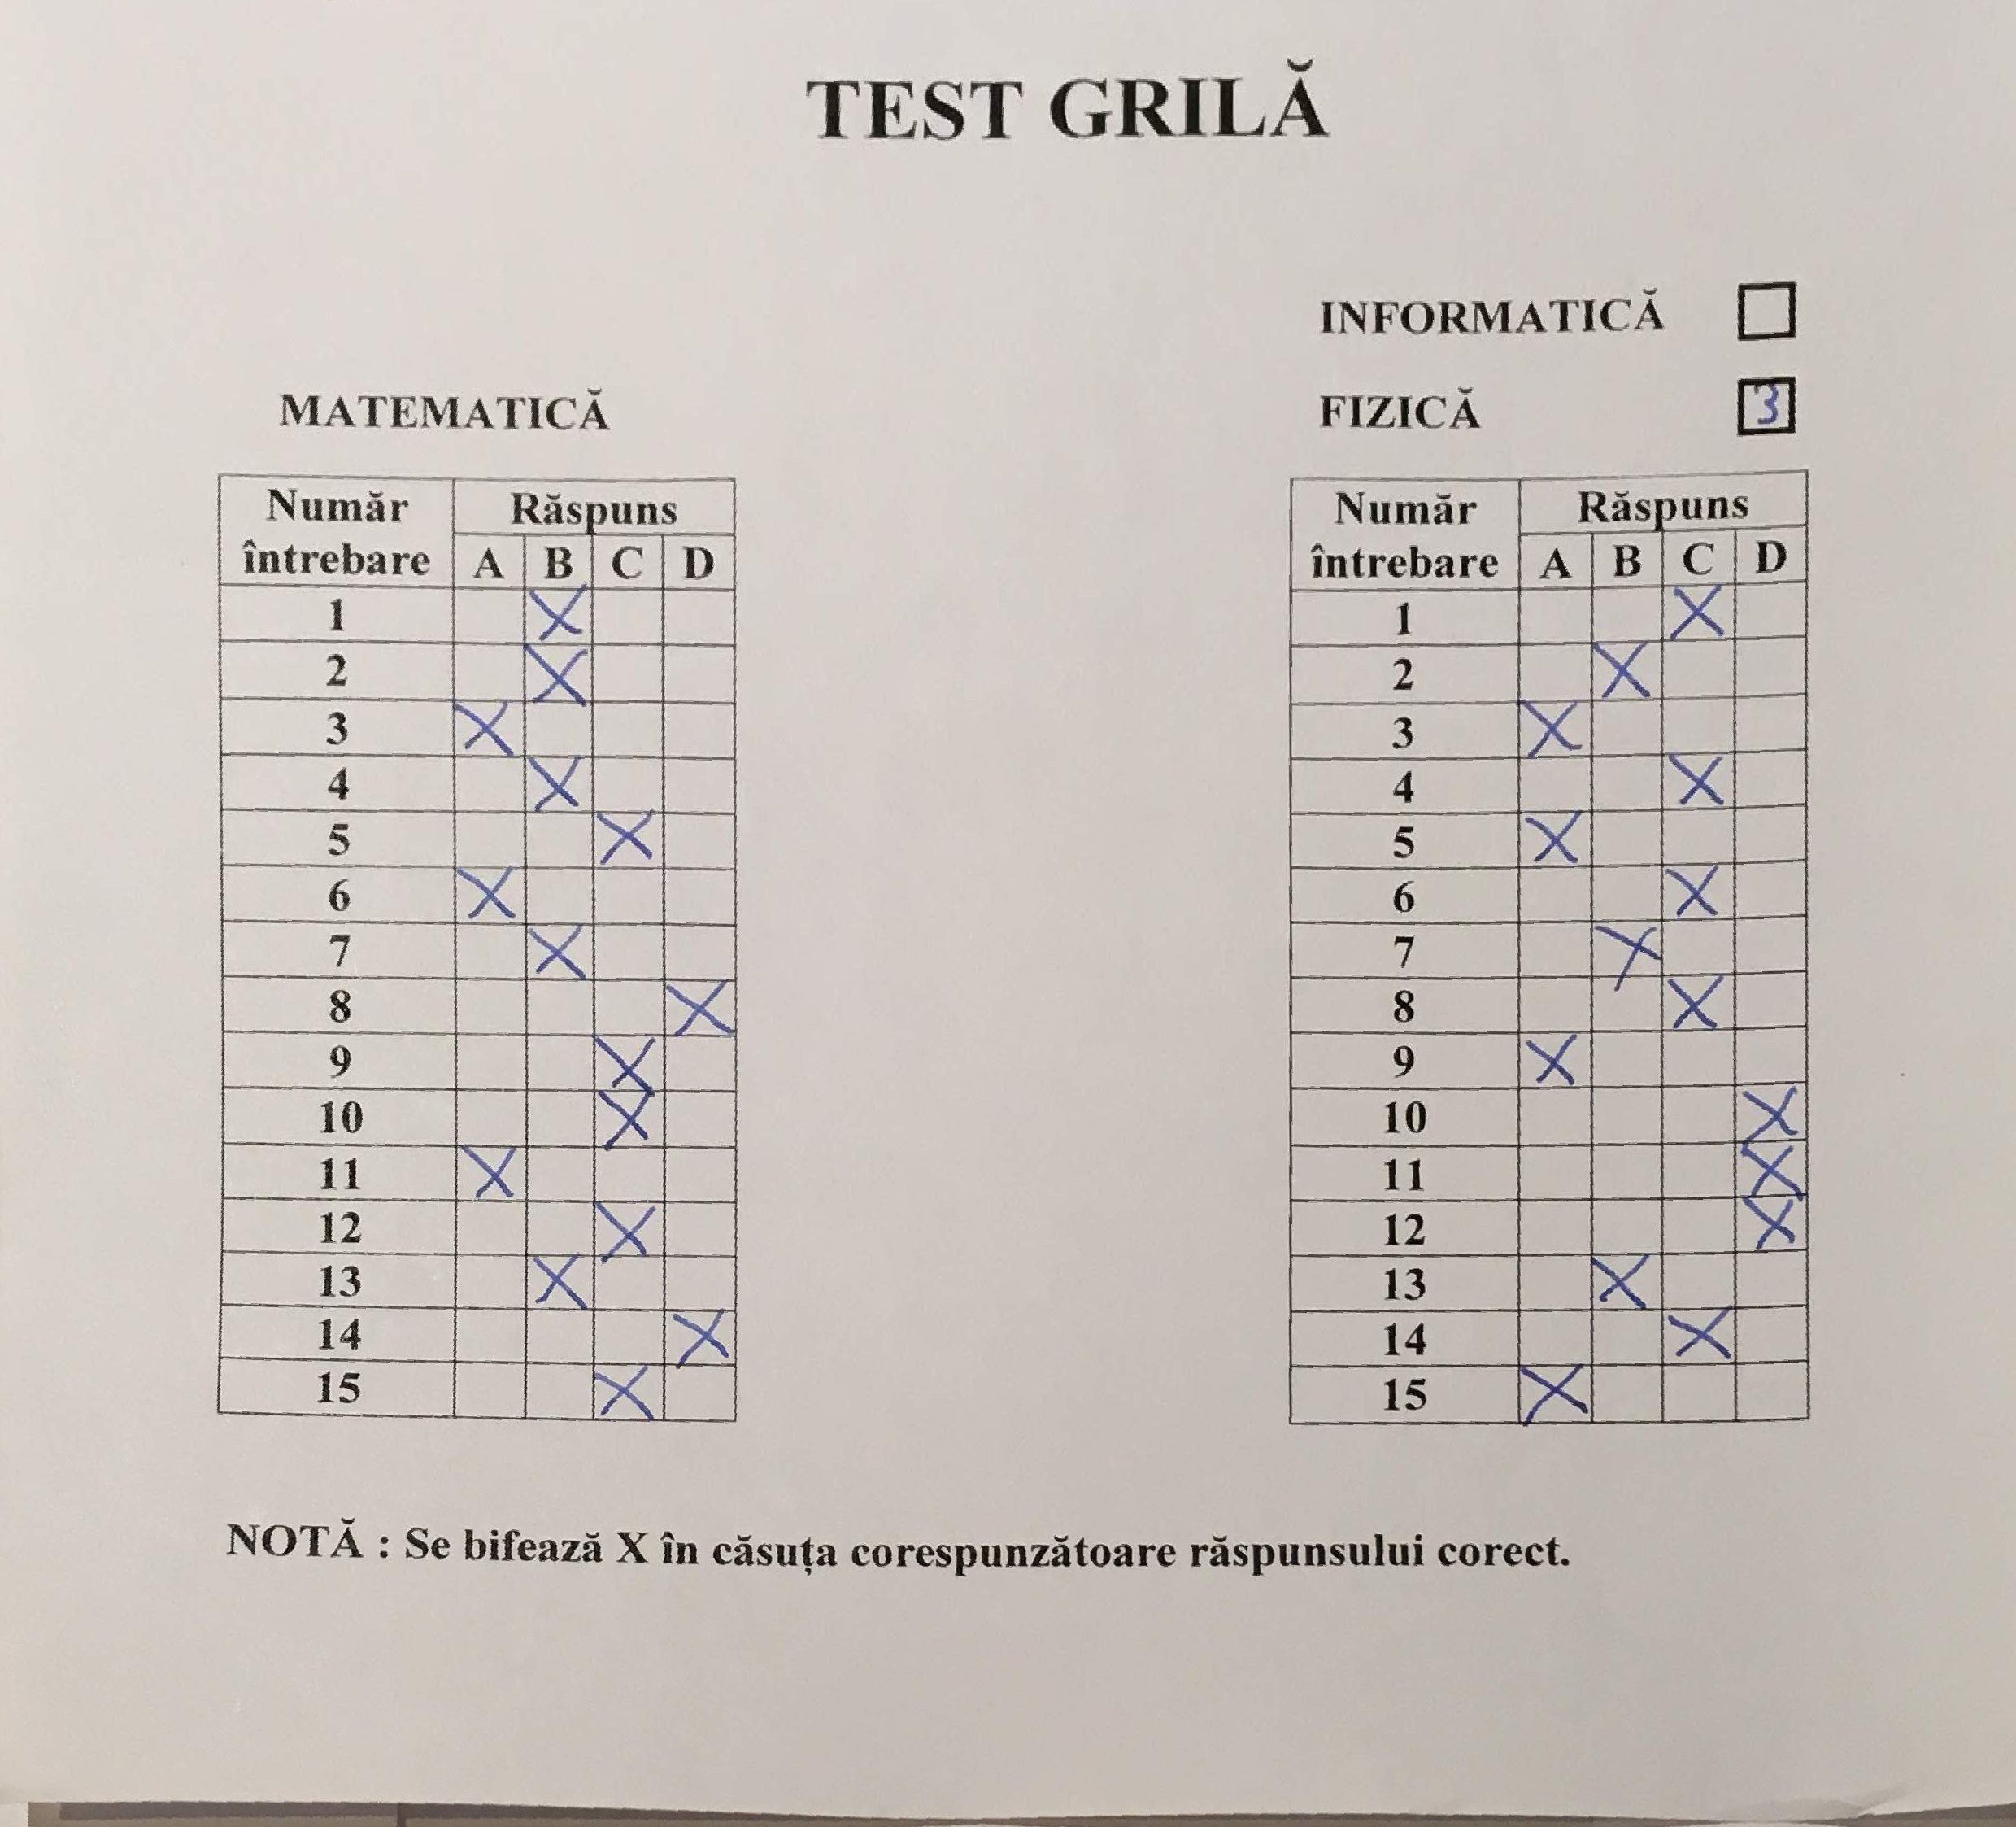 TEST GRILĂ
INFORMATICĂ
MATEMATICĂ
FIZICĂ 3
Număr întrebare Răspuns
A B C D
1 X
2 X
3 X
4 X
5 X
6 X
7 X
8 X
9 X
10 X
11 X
12 X
13 X
14 X
15 X
Număr întrebare Răspuns
A B C D
1 X
2 X
3 X
4 X
5 X
6 X
7 X
8 X
9 X
10 X
11 X
12 X
13 X
14 X
15 X
NOTĂ : Se bifează X în căsuța corespunzătoare răspunsului corect.